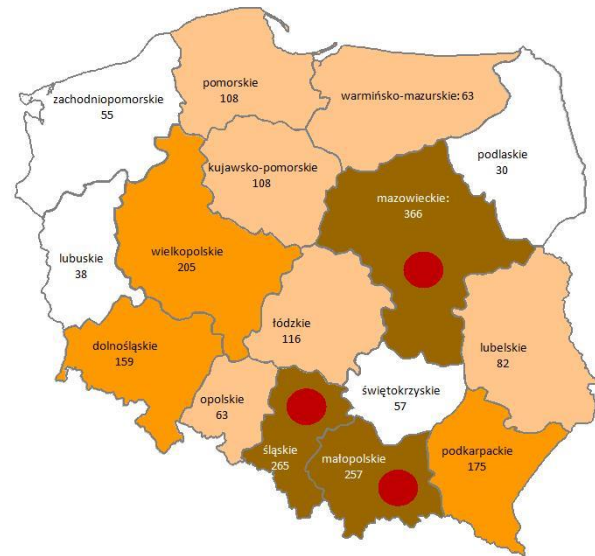 pomorskie
108
warmińsko-mazurskie: 63
zachodniopomorskie
55
podlaskie
30
kujawsko-pomorskie
108
mazowieckie:
366
lubuskie
38
wielkopolskie
205
łódzkie
116
dolnośląskie
159
lubelskie
82
opolskie
63
świętokrzyskie
57
śląskie
265
małopolskie
257
podkarpackie
175